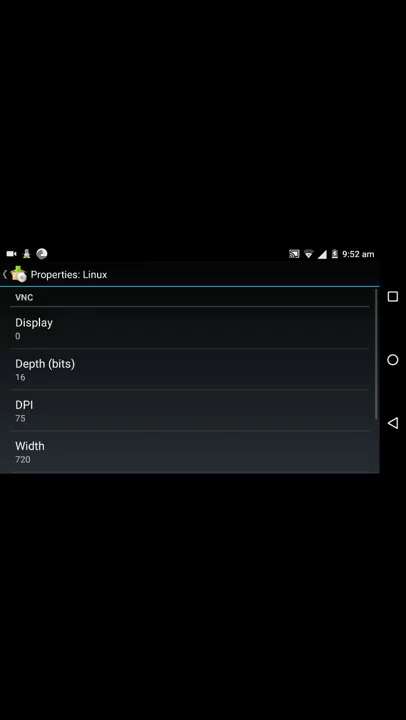 9:52 am
Properties: Linux
VNC
Display
0
Depth (bits)
16
DPI
75
Width
720